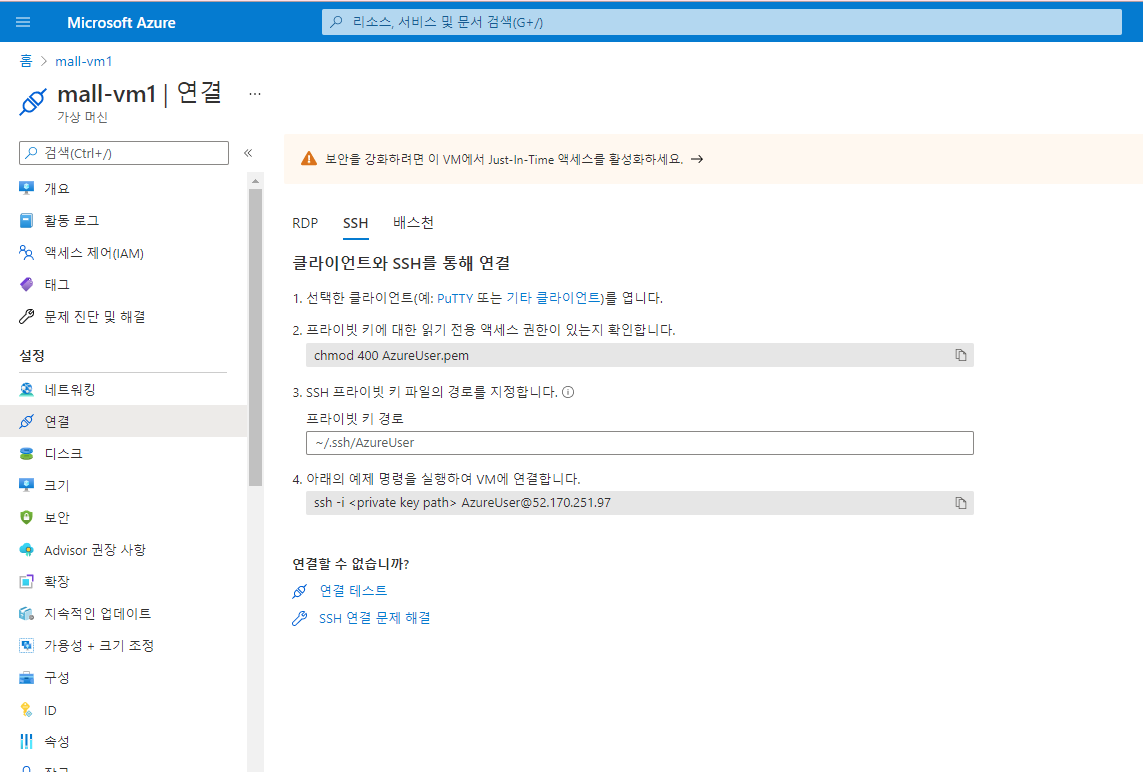 Microsoft Azure
리소스, 서비스 및 문서 검색(G+/)
홈 > mall-vm1
mall-vm1 | 연결 ...
가상 머신
검색(Ctrl+/) «
개요
활동 로그
액세스 제어(IAM)
태그
문제 진단 및 해결
설정
네트워킹
연결
디스크
크기
보안
Advisor 권장 사항
확장
지속적인 업데이트
가용성 + 크기 조정
구성
ID
속성
보안을 강화하려면 이 VM에서 Just-In-Time 액세스를 활성화하세요. →
RDP SSH 배스천
클라이언트와 SSH를 통해 연결
1. 선택한 클라이언트(예: PuTTY 또는 기타 클라이언트)를 엽니다.
2. 프라이빗 키에 대한 읽기 전용 액세스 권한이 있는지 확인합니다.
chmod 400 AzureUser.pem
3. SSH 프라이빗 키 파일의 경로를 지정합니다.
프라이빗 키 경로
~/.ssh/AzureUser
4. 아래의 예제 명령을 실행하여 VM에 연결합니다.
ssh -i <private key path> AzureUser@52.170.251.97
연결할 수 없습니까?
연결 테스트
SSH 연결 문제 해결